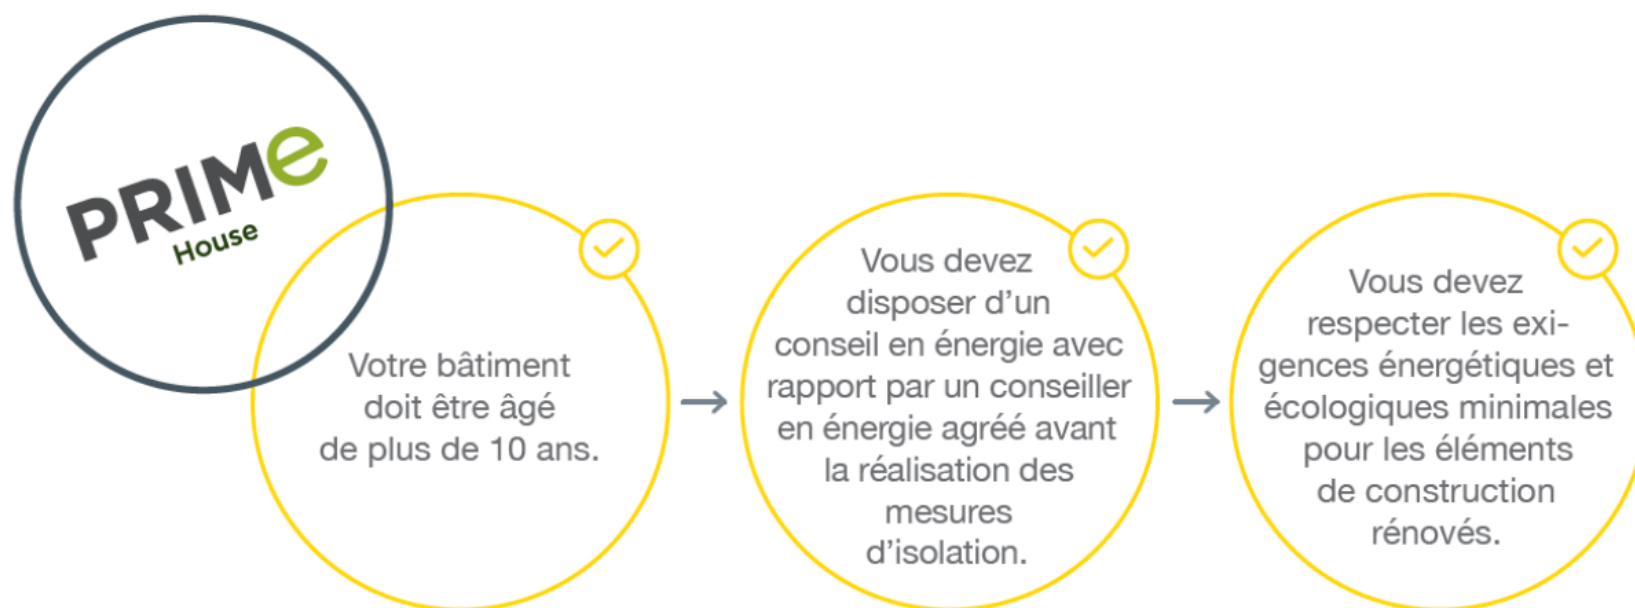 PRIMe
House
Votre bâtiment
doit être âgé
de plus de 10 ans.
Vous devez
disposer d’un
conseil en énergie avec
rapport par un conseiller
en énergie agréé avant
la réalisation des
mesures
d’isolation.
Vous devez
respecter les exi-
gences énergétiques et
écologiques minimales
pour les éléments
de construction
rénovés.